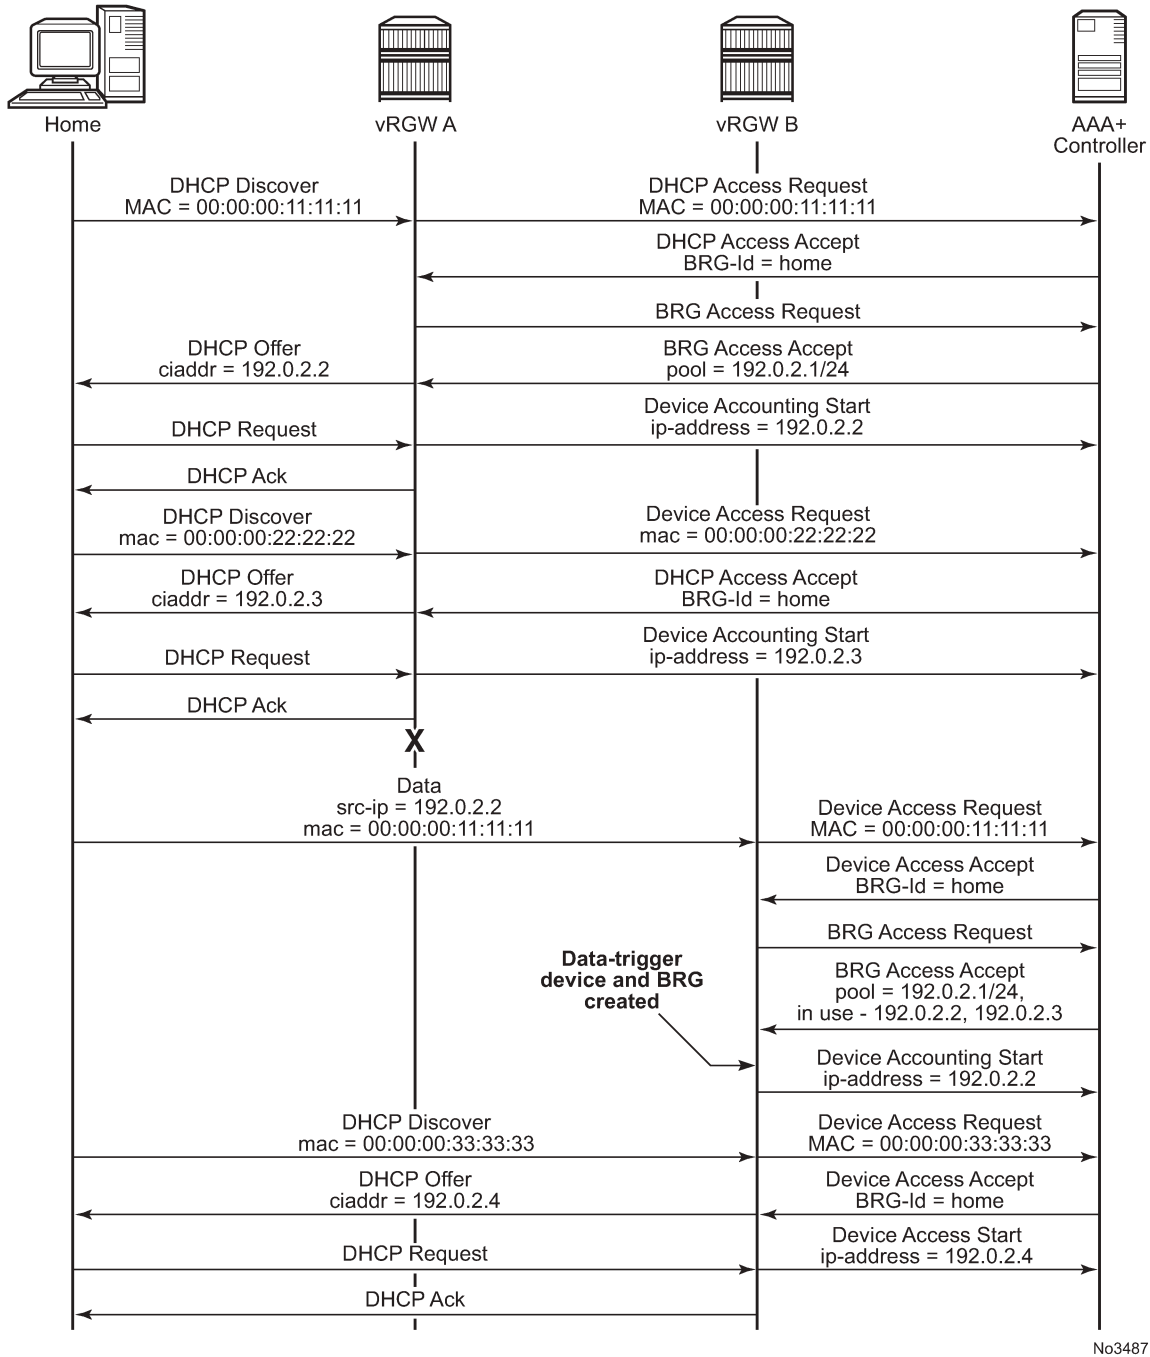 Home
vRGW A
vRGW B
AAA+
Controller
DHCP Discover
MAC = 00:00:00:11:11:11
DHCP Access Request
MAC = 00:00:00:11:11:11
DHCP Access Accept
BRG-Id = home
BRG Access Request
DHCP Offer
ciaddr = 192.0.2.2
BRG Access Accept
pool = 192.0.2.1/24
Device Accounting Start
ip-address = 192.0.2.2
DHCP Request
DHCP Ack
DHCP Discover
mac = 00:00:00:22:22:22
Device Access Request
mac = 00:00:00:22:22:22
DHCP Offer
ciaddr = 192.0.2.3
DHCP Access Accept
BRG-Id = home
Device Accounting Start
ip-address = 192.0.2.3
DHCP Request
DHCP Ack
X
Data
src-ip = 192.0.2.2
mac = 00:00:00:11:11:11
Device Access Request
MAC = 00:00:00:11:11:11
Device Access Accept
BRG-Id = home
BRG Access Request
Data-trigger
device and BRG
created
BRG Access Accept
pool = 192.0.2.1/24,
in use - 192.0.2.2, 192.0.2.3
Device Accounting Start
ip-address = 192.0.2.2
DHCP Discover
mac = 00:00:00:33:33:33
Device Access Request
MAC = 00:00:00:33:33:33
DHCP Offer
ciaddr = 192.0.2.4
Device Access Accept
BRG-Id = home
Device Access Start
ip-address = 192.0.2.4
DHCP Request
DHCP Ack
No3487